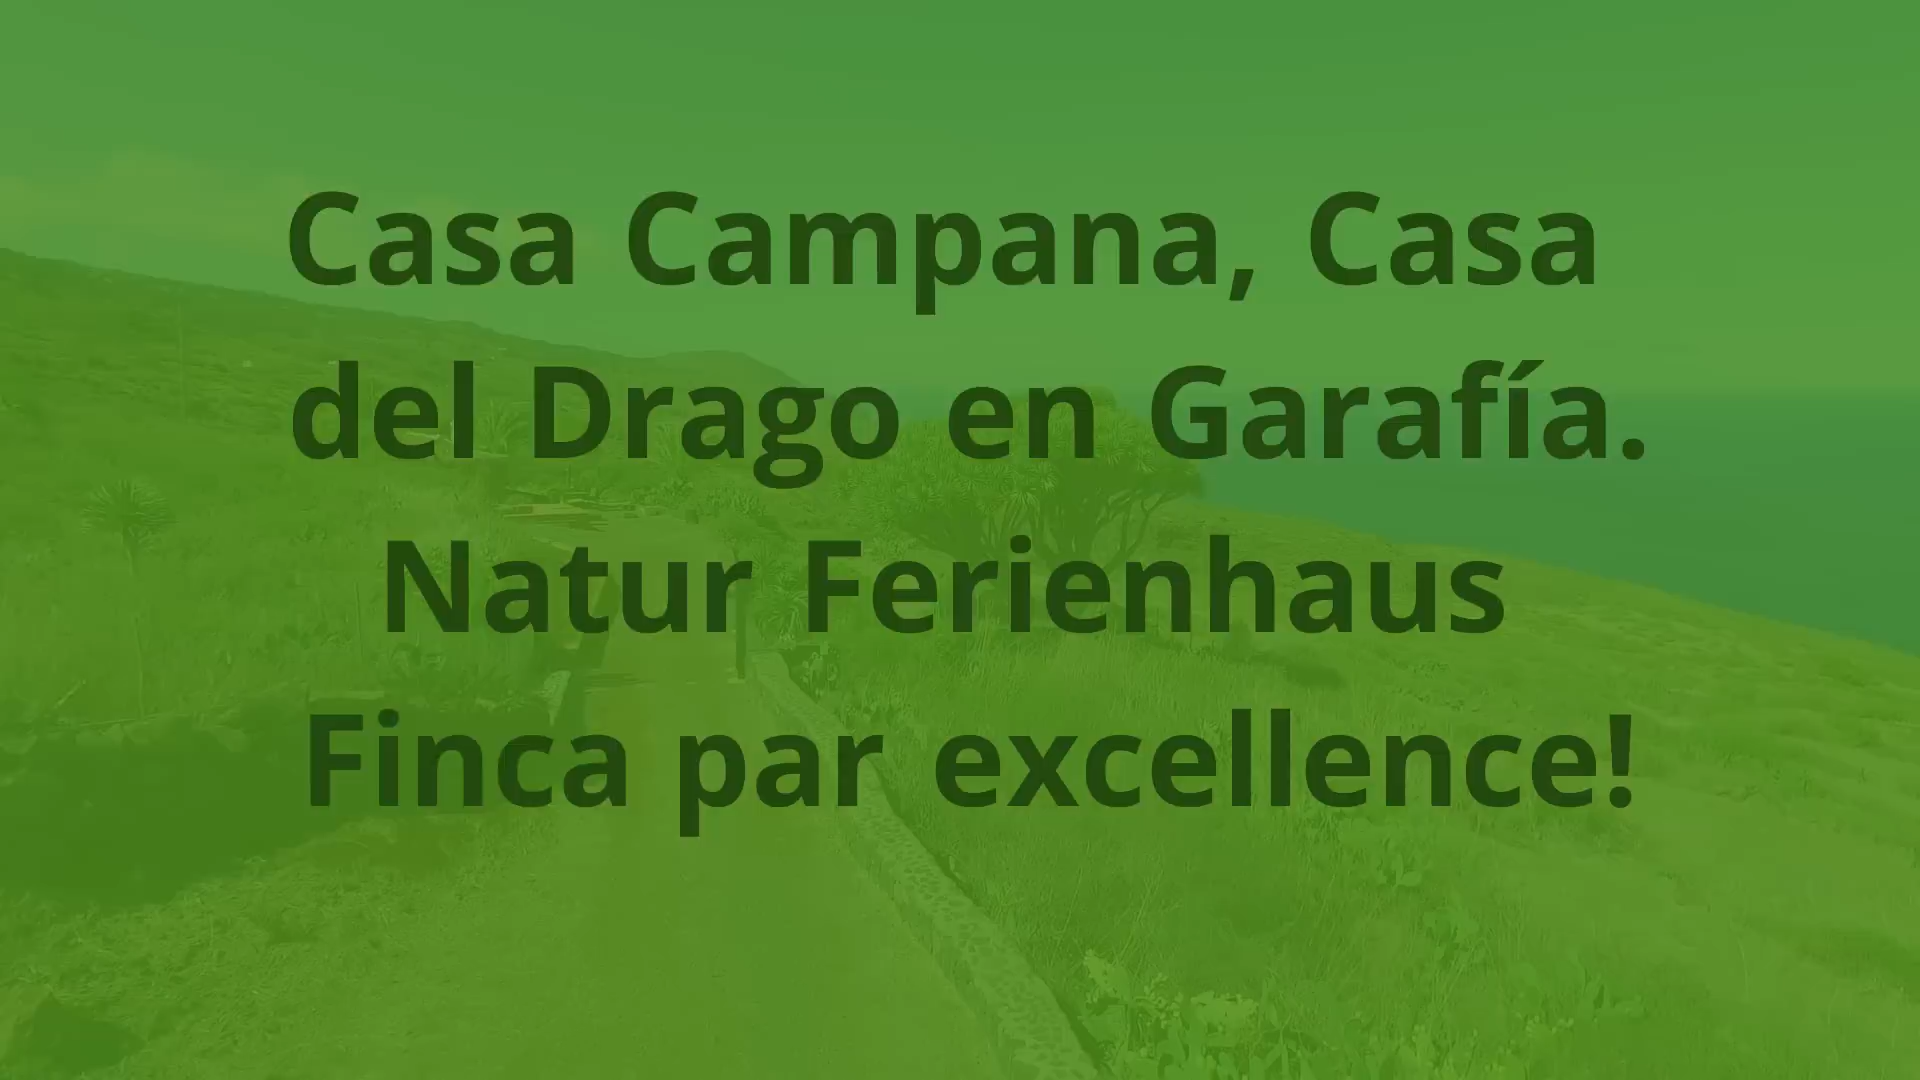 Casa Campana, Casa
del Drago en Garafía.
Natur Ferienhaus
Finca par excellence!